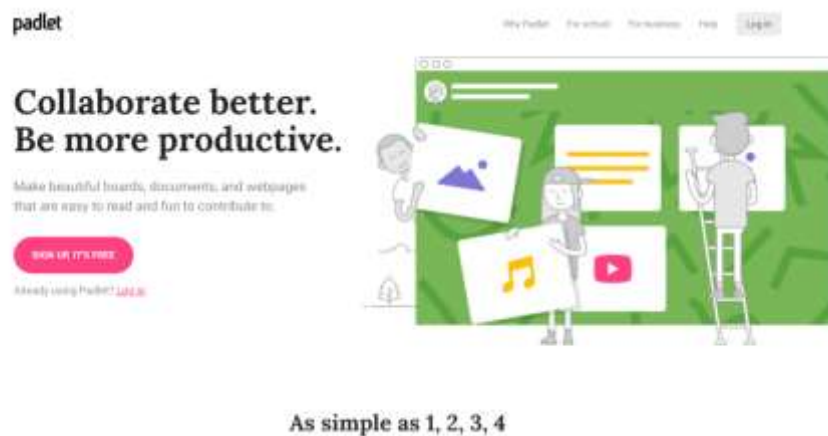 padlet
Why Padlet For school For business Help Log in
Collaborate better.
Be more productive.
Make beautiful boards, documents, and webpages
that are easy to read and fun to contribute to.
SIGN UP, IT'S FREE
Already using Padlet? Log in
As simple as 1, 2, 3, 4